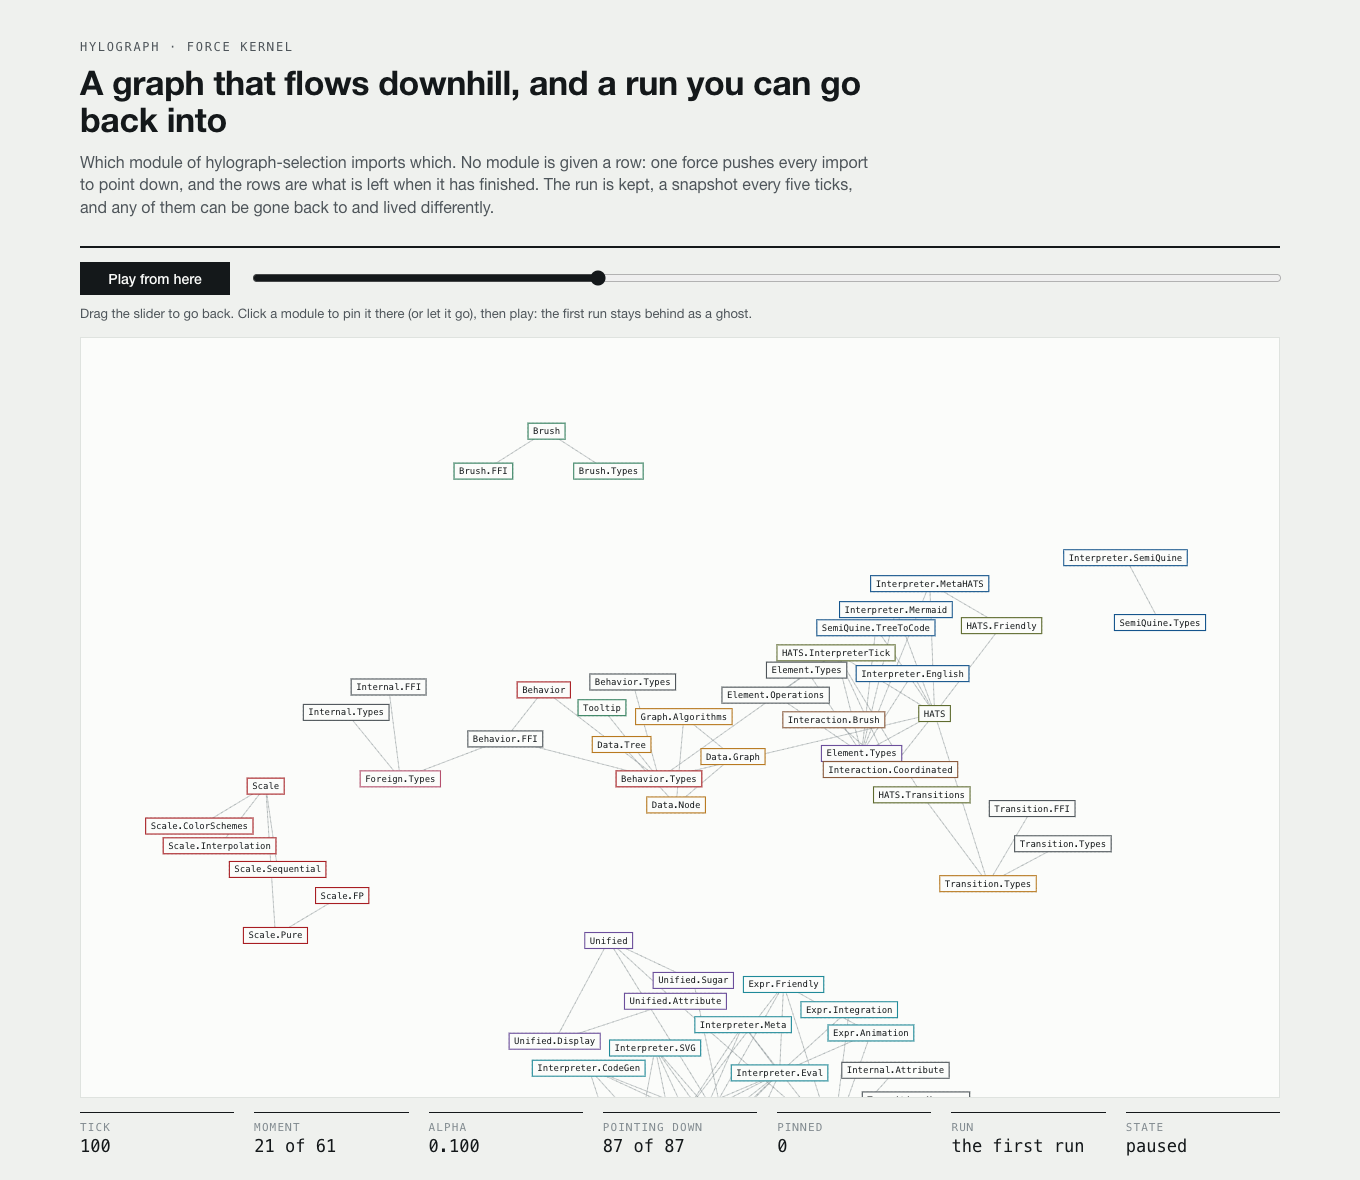 HYLOGRAPH · FORCE KERNEL
A graph that flows downhill, and a run you can go
back into
Which module of hylograph-selection imports which. No module is given a row: one force pushes every import
to point down, and the rows are what is left when it has finished. The run is kept, a snapshot every five ticks,
and any of them can be gone back to and lived differently.
Play from here
Drag the slider to go back. Click a module to pin it there (or let it go), then play: the first run stays behind as a ghost.
Brush
Brush.FFI
Brush.Types
Interpreter.SemiQuine
Interpreter.MetaHATS
Interpreter.Mermaid
SemiQuine.TreeToCode
HATS.Friendly
SemiQuine.Types
HATS.InterpreterTick
Element.Types
Interpreter.English
Internal.FFI
Behavior
Behavior.Types
Element.Operations
Internal.Types
Tooltip
Graph.Algorithms
Interaction.Brush
HATS
Behavior.FFI
Data.Tree
Data.Graph
Element.Types
Foreign.Types
Behavior.Types
Interaction.Coordinated
Scale
Data.Node
HATS.Transitions
Transition.FFI
Scale.ColorSchemes
Scale.Interpolation
Transition.Types
Scale.Sequential
Transition.Types
Scale.FP
Scale.Pure
Unified
Unified.Sugar
Expr.Friendly
Unified.Attribute
Expr.Integration
Interpreter.Meta
Expr.Animation
Unified.Display
Interpreter.SVG
Interpreter.CodeGen
Interpreter.Eval
Internal.Attribute
TICK
100
MOMENT
21 of 61
ALPHA
0.100
POINTING DOWN
87 of 87
PINNED
0
RUN
the first run
STATE
paused